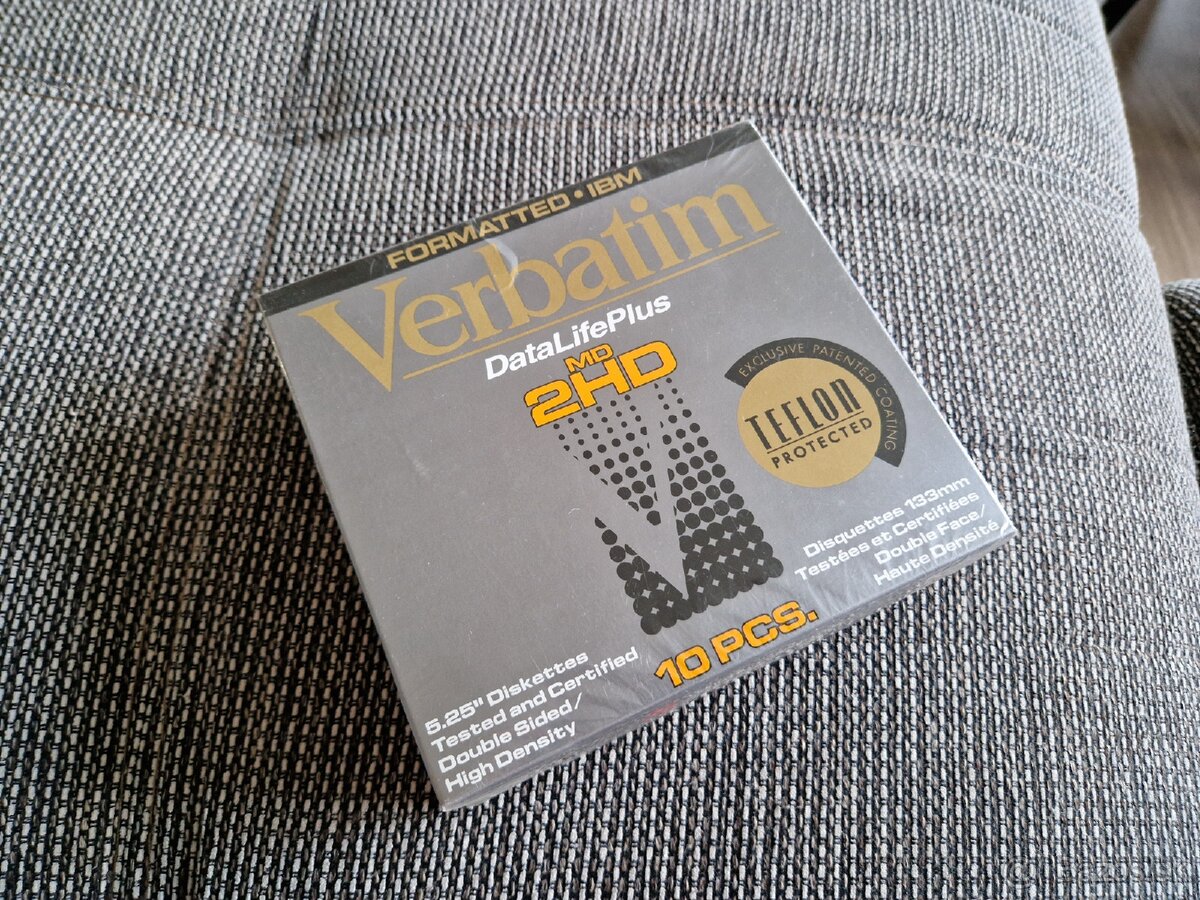 FORMATTED • IBM
Verbatim
DataLifePlus
MD
2HD
EXCLUSIVE PATENTED COATING
TEFLON
PROTECTED
Disquettes 133mm
Testées et Certifiées
Double Face/
Haute Densité
10 PCS.
5.25" Diskettes
Tested and Certified
Double Sided/
High Density